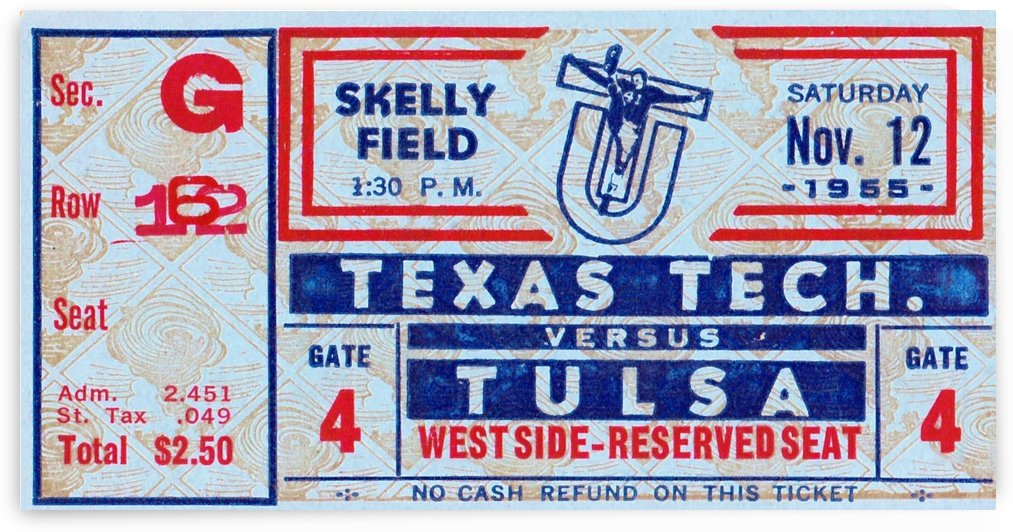 Sec. G
Row
Seat
Adm. 2.451
St. Tax .049
Total $2.50
SKELLY
FIELD
1:30 P. M.
SATURDAY
Nov. 12
-1955-
TEXAS TECH.
VERSUS
TULSA
GATE
4
WEST SIDE-RESERVED SEAT
GATE
4
NO CASH REFUND ON THIS TICKET